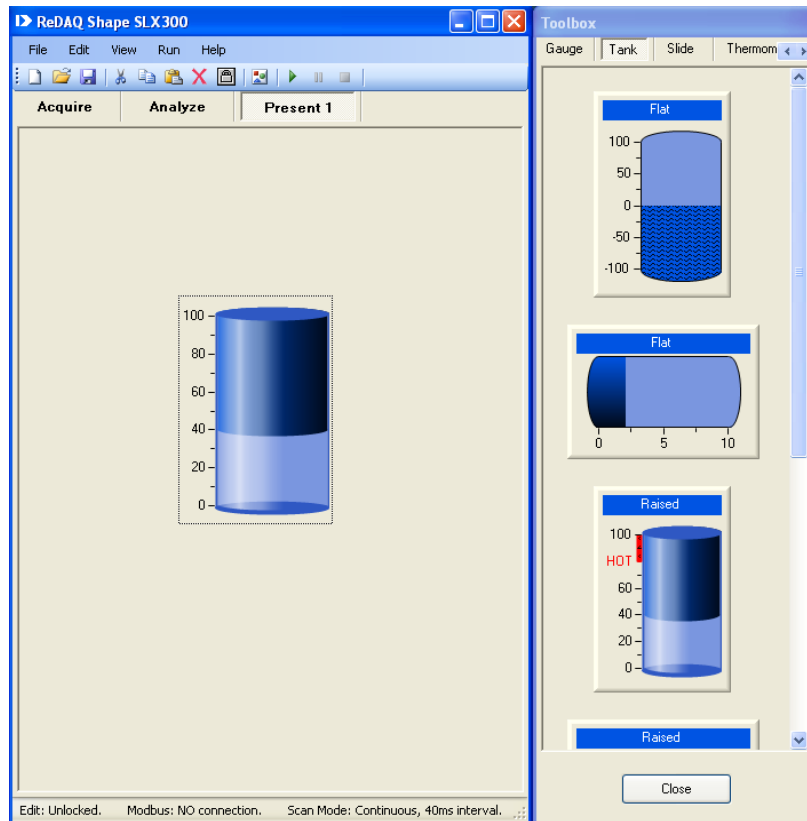 ReDAQ Shape SLX300
File Edit View Run Help
Acquire Analyze Present 1
100
80
60
40
20
0
Edit: Unlocked. Modbus: NO connection. Scan Mode: Continuous, 40ms interval.
Toolbox
Gauge Tank Slide Thermom
Flat
100
50
0
-50
-100
Flat
0 5 10
Raised
100
HOT
60
40
20
0
Raised
Close